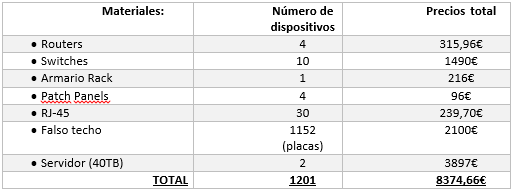 Materiales: Número de dispositivos Precios total
• Routers 4 315,96€
• Switches 10 1490€
• Armario Rack 1 216€
• Patch Panels 4 96€
• RJ-45 30 239,70€
• Falso techo 1152 (placas) 2100€
• Servidor (40TB) 2 3897€
TOTAL 1201 8374,66€